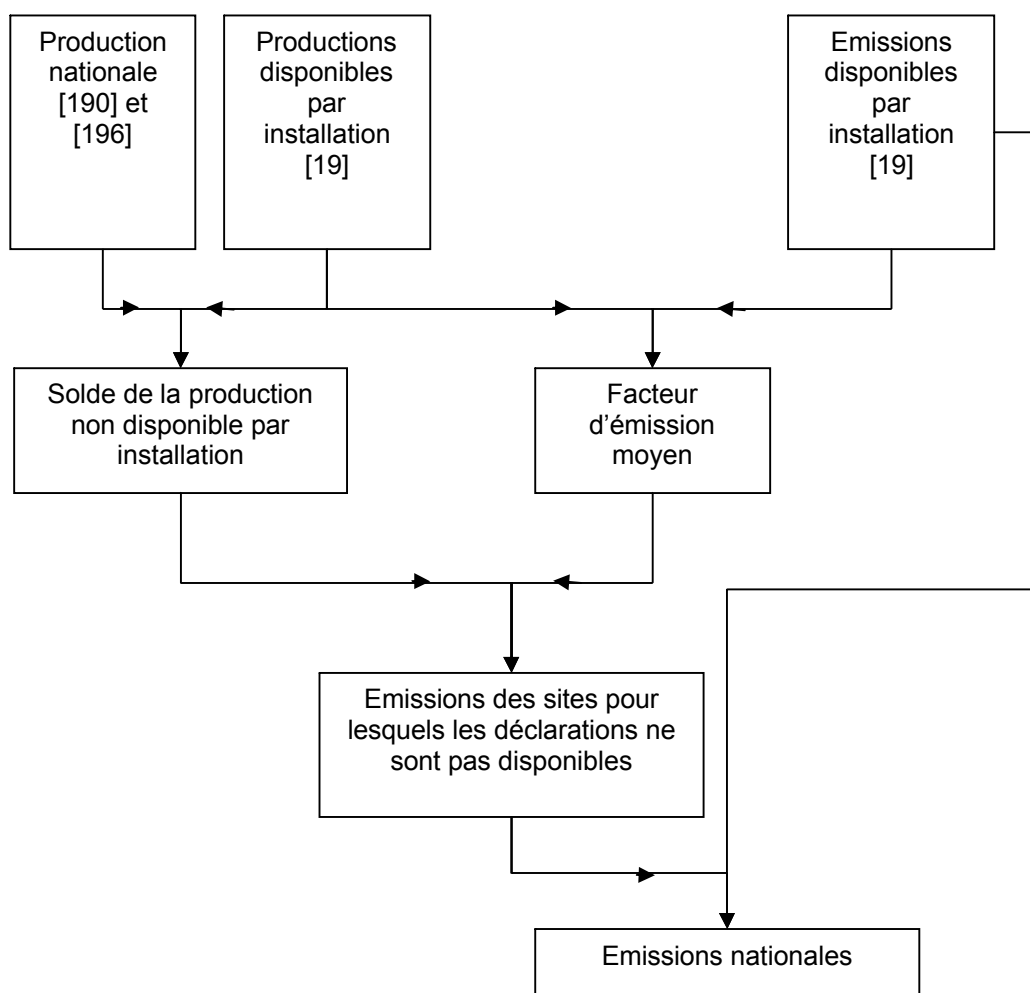 Production
nationale
[190] et
[196]
Productions
disponibles
par
installation
[19]
Emissions
disponibles
par
installation
[19]
Solde de la production
non disponible par
installation
Facteur
d’émission
moyen
Emissions des sites pour
lesquels les déclarations ne
sont pas disponibles
Emissions nationales